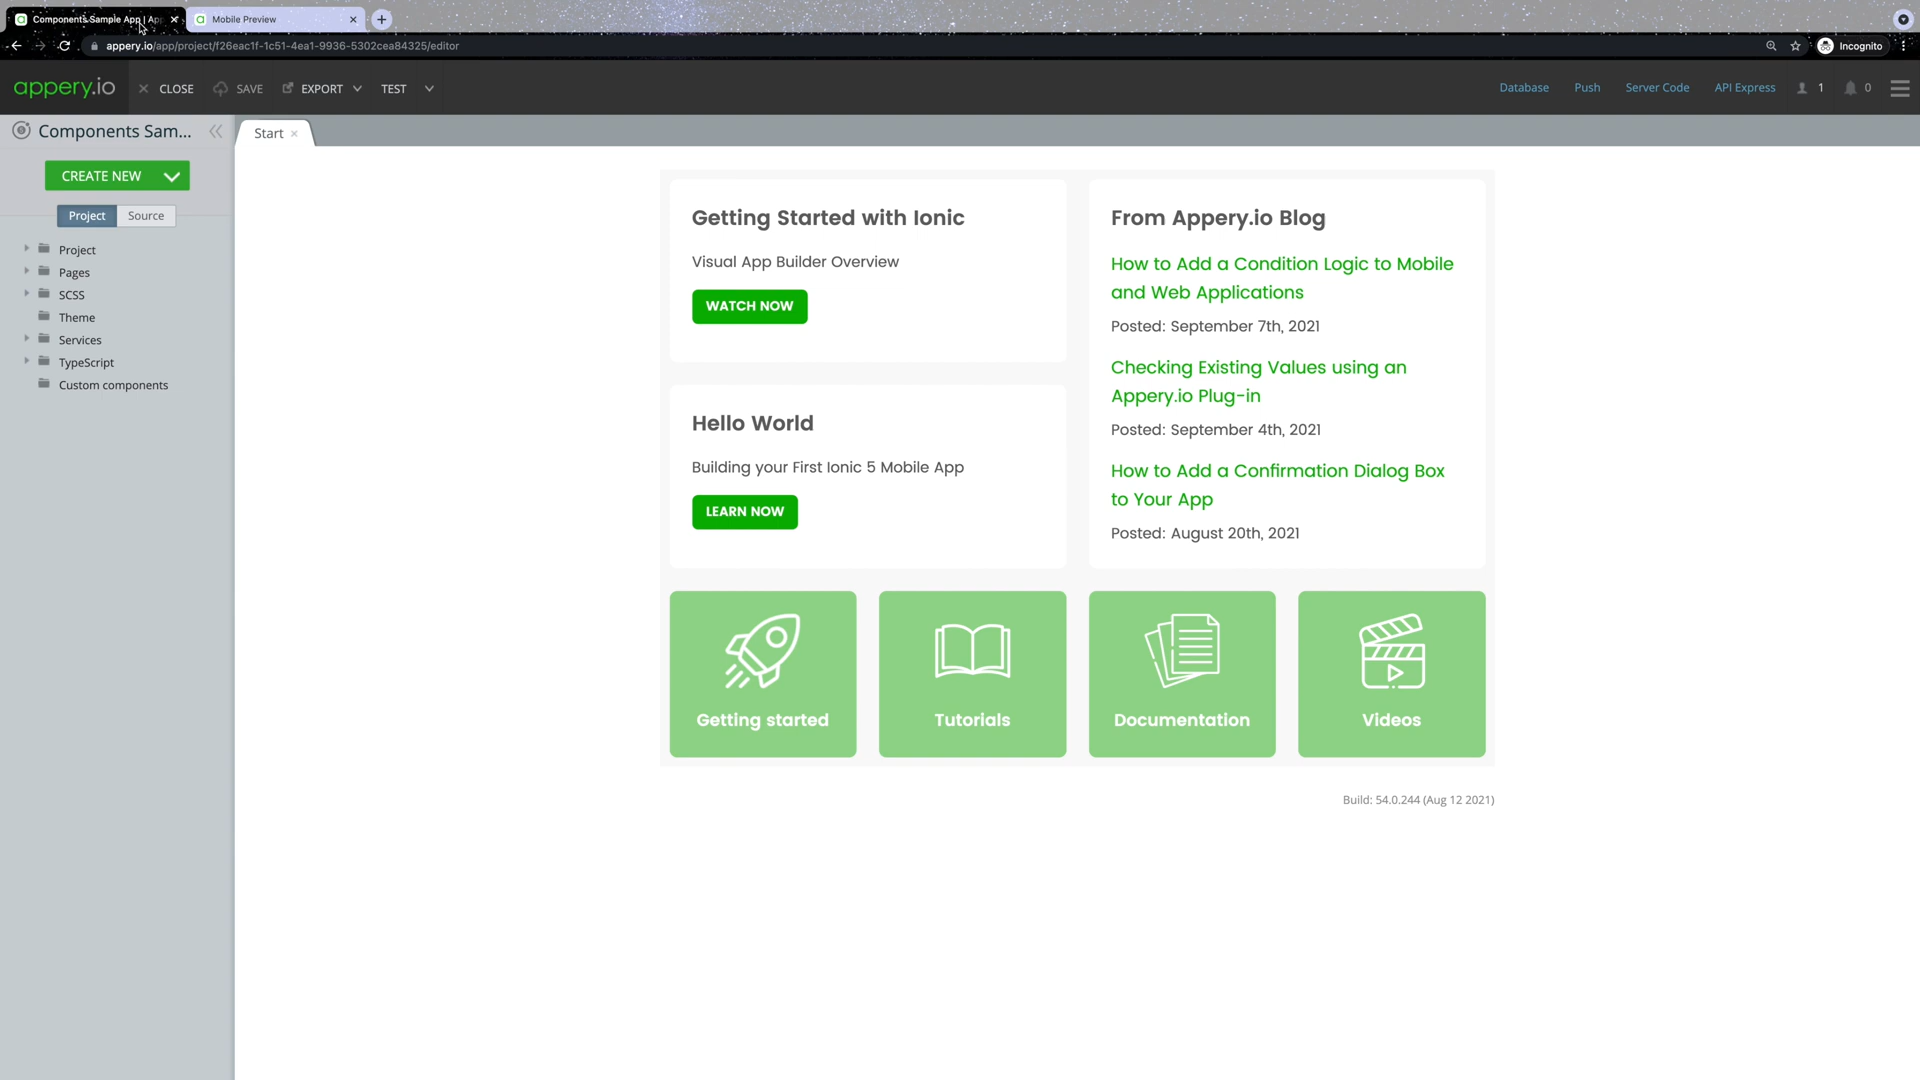 Components Sample App | Ap
Mobile Preview
appery.io/app/project/f26eac1f-1c51-4ea1-9936-5302cea84325/editor
Incognito
appery.io
CLOSE
SAVE
EXPORT
TEST
Database
Push
Server Code
API Express
1
0
Components Sam...
Start
CREATE NEW
Project
Source
Project
Pages
SCSS
Theme
Services
TypeScript
Custom components
Getting Started with Ionic
Visual App Builder Overview
WATCH NOW
Hello World
Building your First Ionic 5 Mobile App
LEARN NOW
From Appery.io Blog
How to Add a Condition Logic to Mobile
and Web Applications
Posted: September 7th, 2021
Checking Existing Values using an
Appery.io Plug-in
Posted: September 4th, 2021
How to Add a Confirmation Dialog Box
to Your App
Posted: August 20th, 2021
Getting started
Tutorials
Documentation
Videos
Build: 54.0.244 (Aug 12 2021)